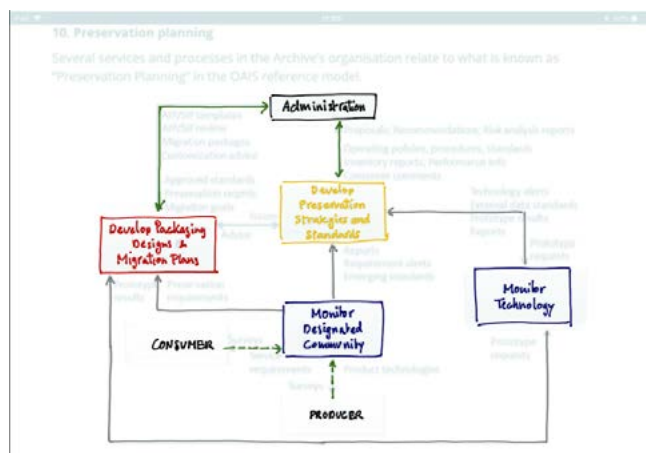 10. Preservation planning
Several services and processes in the Archive's organisation relate to what is known as
"Preservation Planning" in the OAIS reference model.
Administration
AIP/SIP templates
AIP/SIP review
Migration packages
Customization advice
Proposals, Recommendations, Risk analysis reports
Operating policies, procedures, standards
Inventory reports, Performance info
Consumer comments
Approved standards
Preservation require
Migration goals
Develop
Preservation
Strategies and
Standards
Technology alerts
External data standards
Prototype results
Reports
Develop Packaging
Designs &
Migration Plans
Issues
Advice
Prototype
requests
Reports
Requirement alerts
Emerging standards
Prototype
results
Preservation
requirements
Monitor
Technology
Monitor
Designated
Community
CONSUMER
Surveys
Service
requirements
Product technologies
Prototype
requests
Surveys
PRODUCER